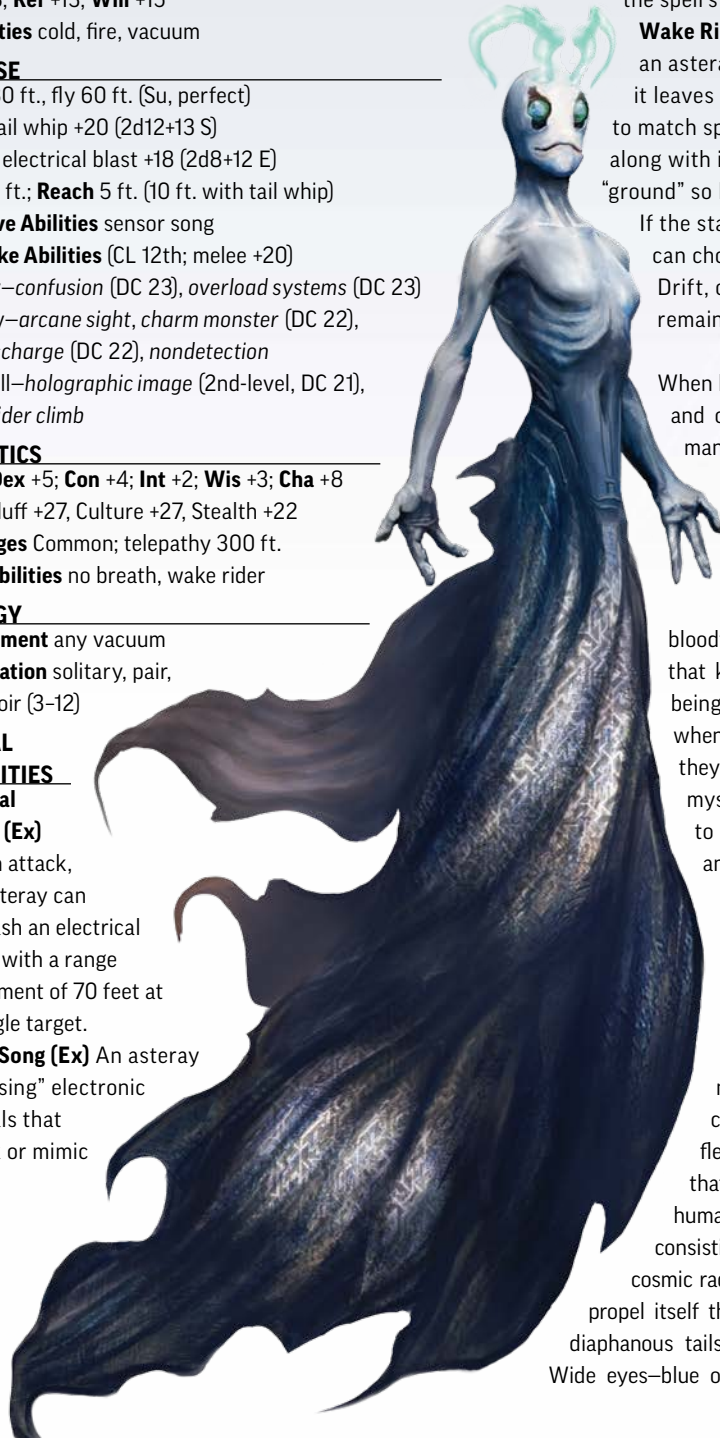 Ref +15; Will +15
ties cold, fire, vacuum
SE
0 ft., fly 60 ft. (Su, perfect)
ail whip +20 (2d12+13 S)
electrical blast +18 (2d8+12 E)
ft.; Reach 5 ft. (10 ft. with tail whip)
ve Abilities sensor song
ke Abilities (CL 12th; melee +20)
—confusion (DC 23), overload systems (DC 23)
y—arcane sight, charm monster (DC 22),
charge (DC 22), nondetection
ll—holographic image (2nd-level, DC 21),
ider climb
TICS
Dex +5; Con +4; Int +2; Wis +3; Cha +8
luff +27, Culture +27, Stealth +22
ges Common; telepathy 300 ft.
bilities no breath, wake rider
GY
ment any vacuum
ation solitary, pair,
oir (3–12)
AL
ITIES
al
(Ex)
n attack,
teray can
sh an electrical
with a range
ment of 70 feet at
gle target.
Song (Ex) An asteray
sing” electronic
ls that
or mimic
the spell’s
Wake Ri
an astera
it leaves
to match sp
along with i
“ground” so
If the sta
can cho
Drift, c
remain
When
and
man
blood
that k
being
when
they
mys
to
ar
c
fle
tha
huma
consisti
cosmic rad
propel itself th
diaphanous tails
Wide eyes—blue o